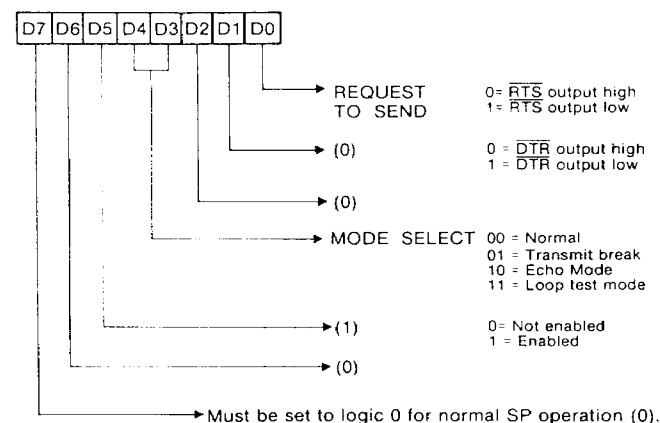 D7 D6 D5 D4 D3 D2 D1 D0
REQUEST
TO SEND
0= RTS output high
1= RTS output low
(0)
0 = DTR output high
1 = DTR output low
(0)
MODE SELECT
00 = Normal
01 = Transmit break
10 = Echo Mode
11 = Loop test mode
(1)
0= Not enabled
1 = Enabled
(0)
Must be set to logic 0 for normal SP operation (0).